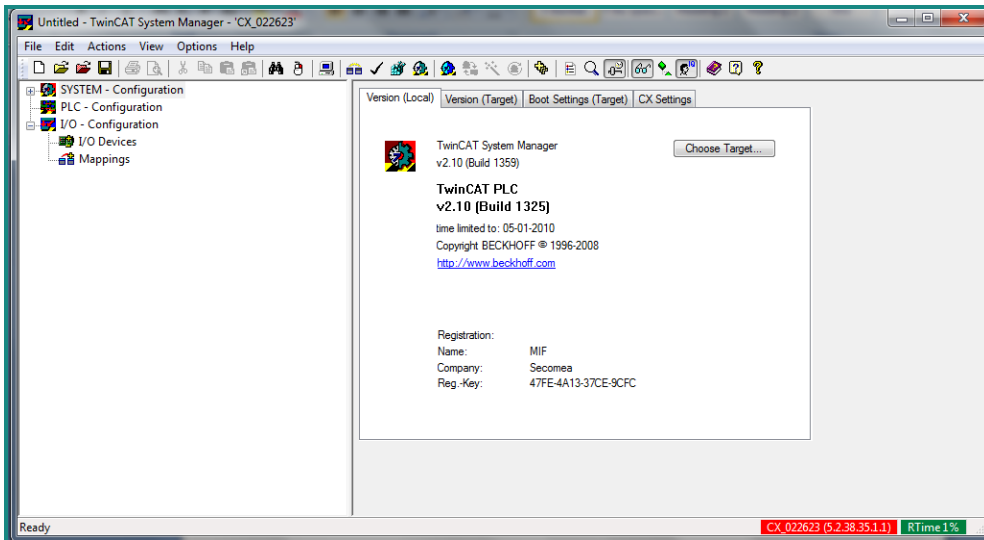 Untitled - TwinCAT System Manager - 'CX_022623'
File Edit Actions View Options Help
SYSTEM - Configuration
PLC - Configuration
I/O - Configuration
I/O Devices
Mappings
Version (Local) Version (Target) Boot Settings (Target) CX Settings
TwinCAT System Manager
v2.10 (Build 1359)
Choose Target...
TwinCAT PLC
v2.10 (Build 1325)
time limited to: 05-01-2010
Copyright BECKHOFF © 1996-2008
http://www.beckhoff.com
Registration:
Name: MIF
Company: Secomea
Reg.-Key: 47FE-4A13-37CE-9CFC
Ready CX_022623 (5.2.38.35.1.1) RTime 1%